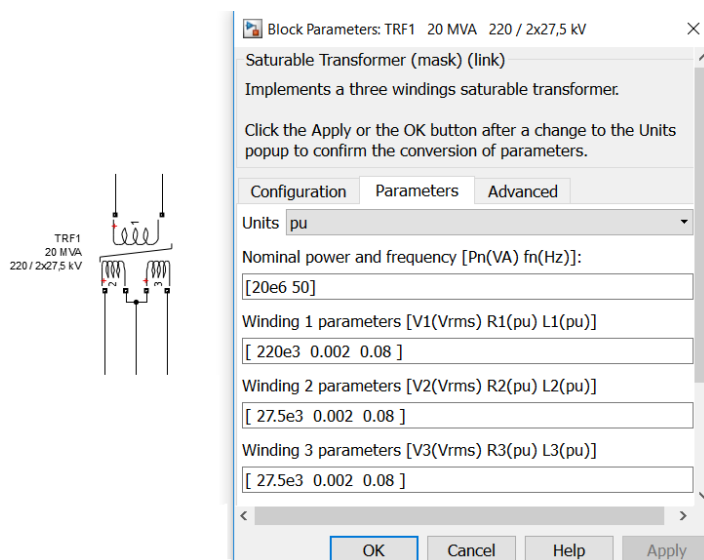 Block Parameters: TRF1 20 MVA 220 / 2x27,5 kV
Saturable Transformer (mask) (link)
Implements a three windings saturable transformer.
Click the Apply or the OK button after a change to the Units
popup to confirm the conversion of parameters.
Configuration Parameters Advanced
Units pu
Nominal power and frequency [Pn(VA) fn(Hz)]:
[20e6 50]
Winding 1 parameters [V1(Vrms) R1(pu) L1(pu)]
[ 220e3 0.002 0.08 ]
Winding 2 parameters [V2(Vrms) R2(pu) L2(pu)]
[ 27.5e3 0.002 0.08 ]
Winding 3 parameters [V3(Vrms) R3(pu) L3(pu)]
[ 27.5e3 0.002 0.08 ]
OK Cancel Help Apply
TRF1
20 MVA
220 / 2x27,5 kV
1
2
3